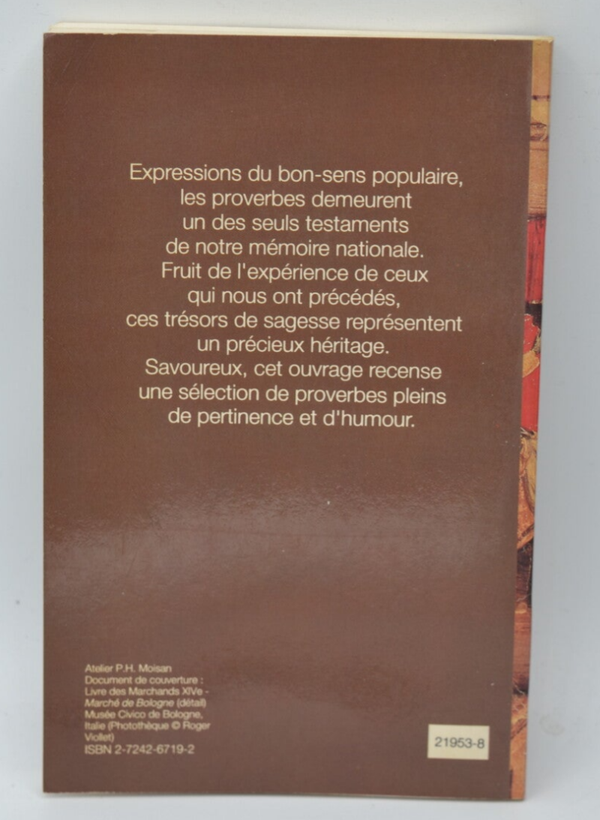 Expressions du bon-sens populaire,
les proverbes demeurent
un des seuls testaments
de notre mémoire nationale.
Fruit de l'expérience de ceux
qui nous ont précédés,
ces trésors de sagesse représentent
un précieux héritage.
Savoureux, cet ouvrage recense
une sélection de proverbes pleins
de pertinence et d'humour.
Atelier P.H. Moisan
Document de couverture :
Livre des Marchands XIVe -
Marché de Bologne (détail)
Musée Civico de Bologne,
Italie (Photothèque © Roger
Viollet)
ISBN 2-7242-6719-2
21953-8